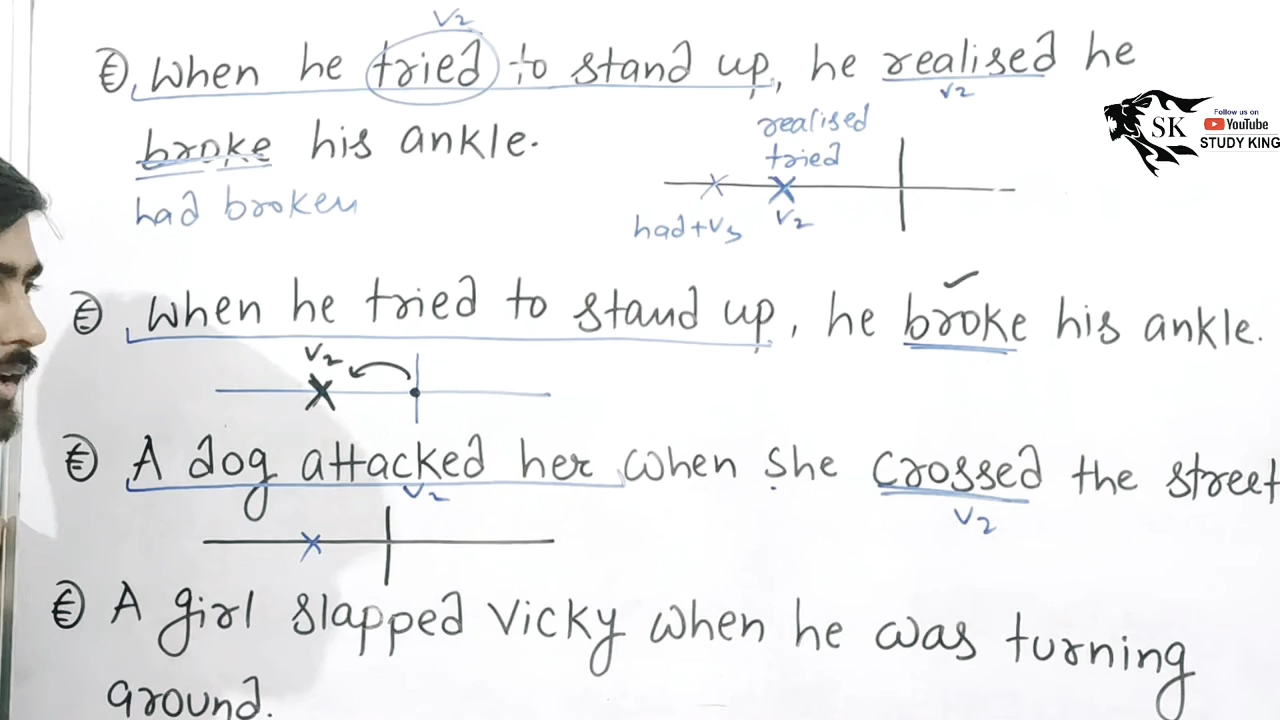 V2
Ⓔ, When he tried to stand up, he realised he
V2
broke his ankle.
had broken
realised
tried
had+V3
V2
Ⓔ When he tried to stand up, he broke his ankle.
V2
Ⓔ A dog attacked her when she crossed the street
V2
V2
Ⓔ A girl slapped Vicky when he was turning
around.
Follow us on
YouTube
SK
STUDY KING